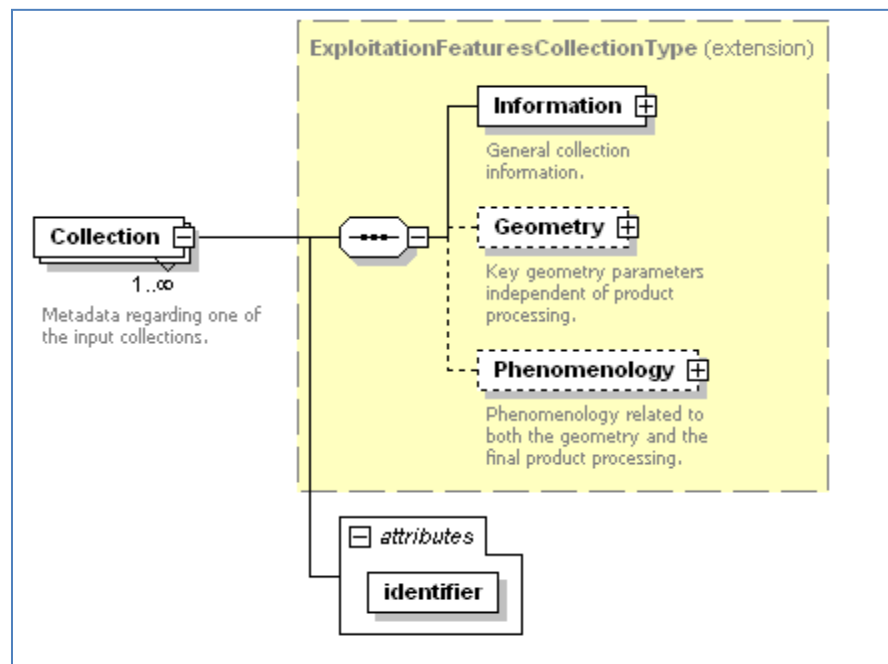 ExploitationFeaturesCollectionType (extension)
Information
General collection
information.
Collection
1..∞
Metadata regarding one of
the input collections.
Geometry
Key geometry parameters
independent of product
processing.
Phenomenology
Phenomenology related to
both the geometry and the
final product processing.
attributes
identifier